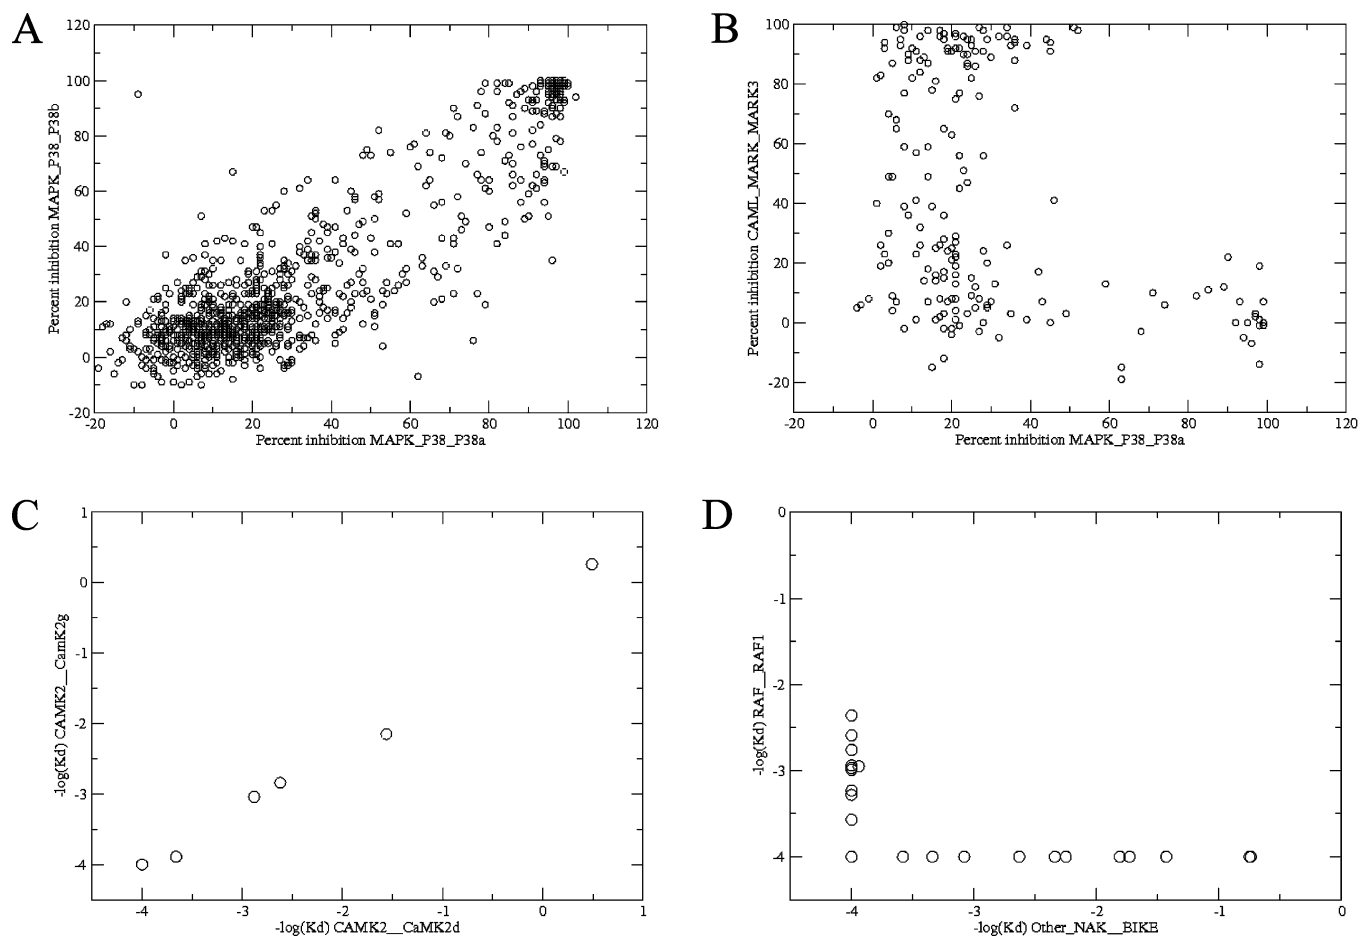 A
120
100
80
60
40
20
0
-20
Percent inhibition MAPK_P38_P38b
-20 0 20 40 60 80 100 120
Percent inhibition MAPK_P38_P38a
B
100
80
60
40
20
0
-20
Percent inhibition CAML_MARK_MARK3
-20 0 20 40 60 80 100 120
Percent inhibition MAPK_P38_P38a
C
1
0
-1
-2
-3
-4
-log(Kd) CAMK2__CamK2g
-4 -3 -2 -1 0 1
-log(Kd) CAMK2__CaMK2d
D
0
-1
-2
-3
-4
-log(Kd) RAF__RAF1
-4 -3 -2 -1 0
-log(Kd) Other_NAK__BIKE